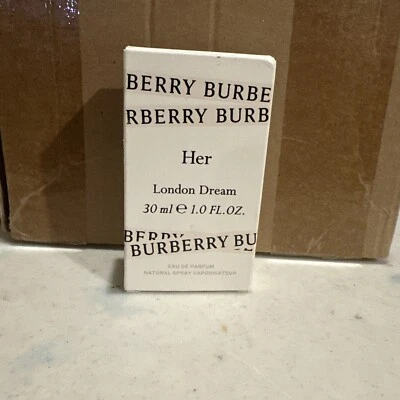 BERRY BURBE
RBERRY BURB
Her
London Dream
30 ml ℮ 1.0 FL.OZ.
BERRY
BURBERRY BU
EAU DE PARFUM
NATURAL SPRAY VAPORISATEUR